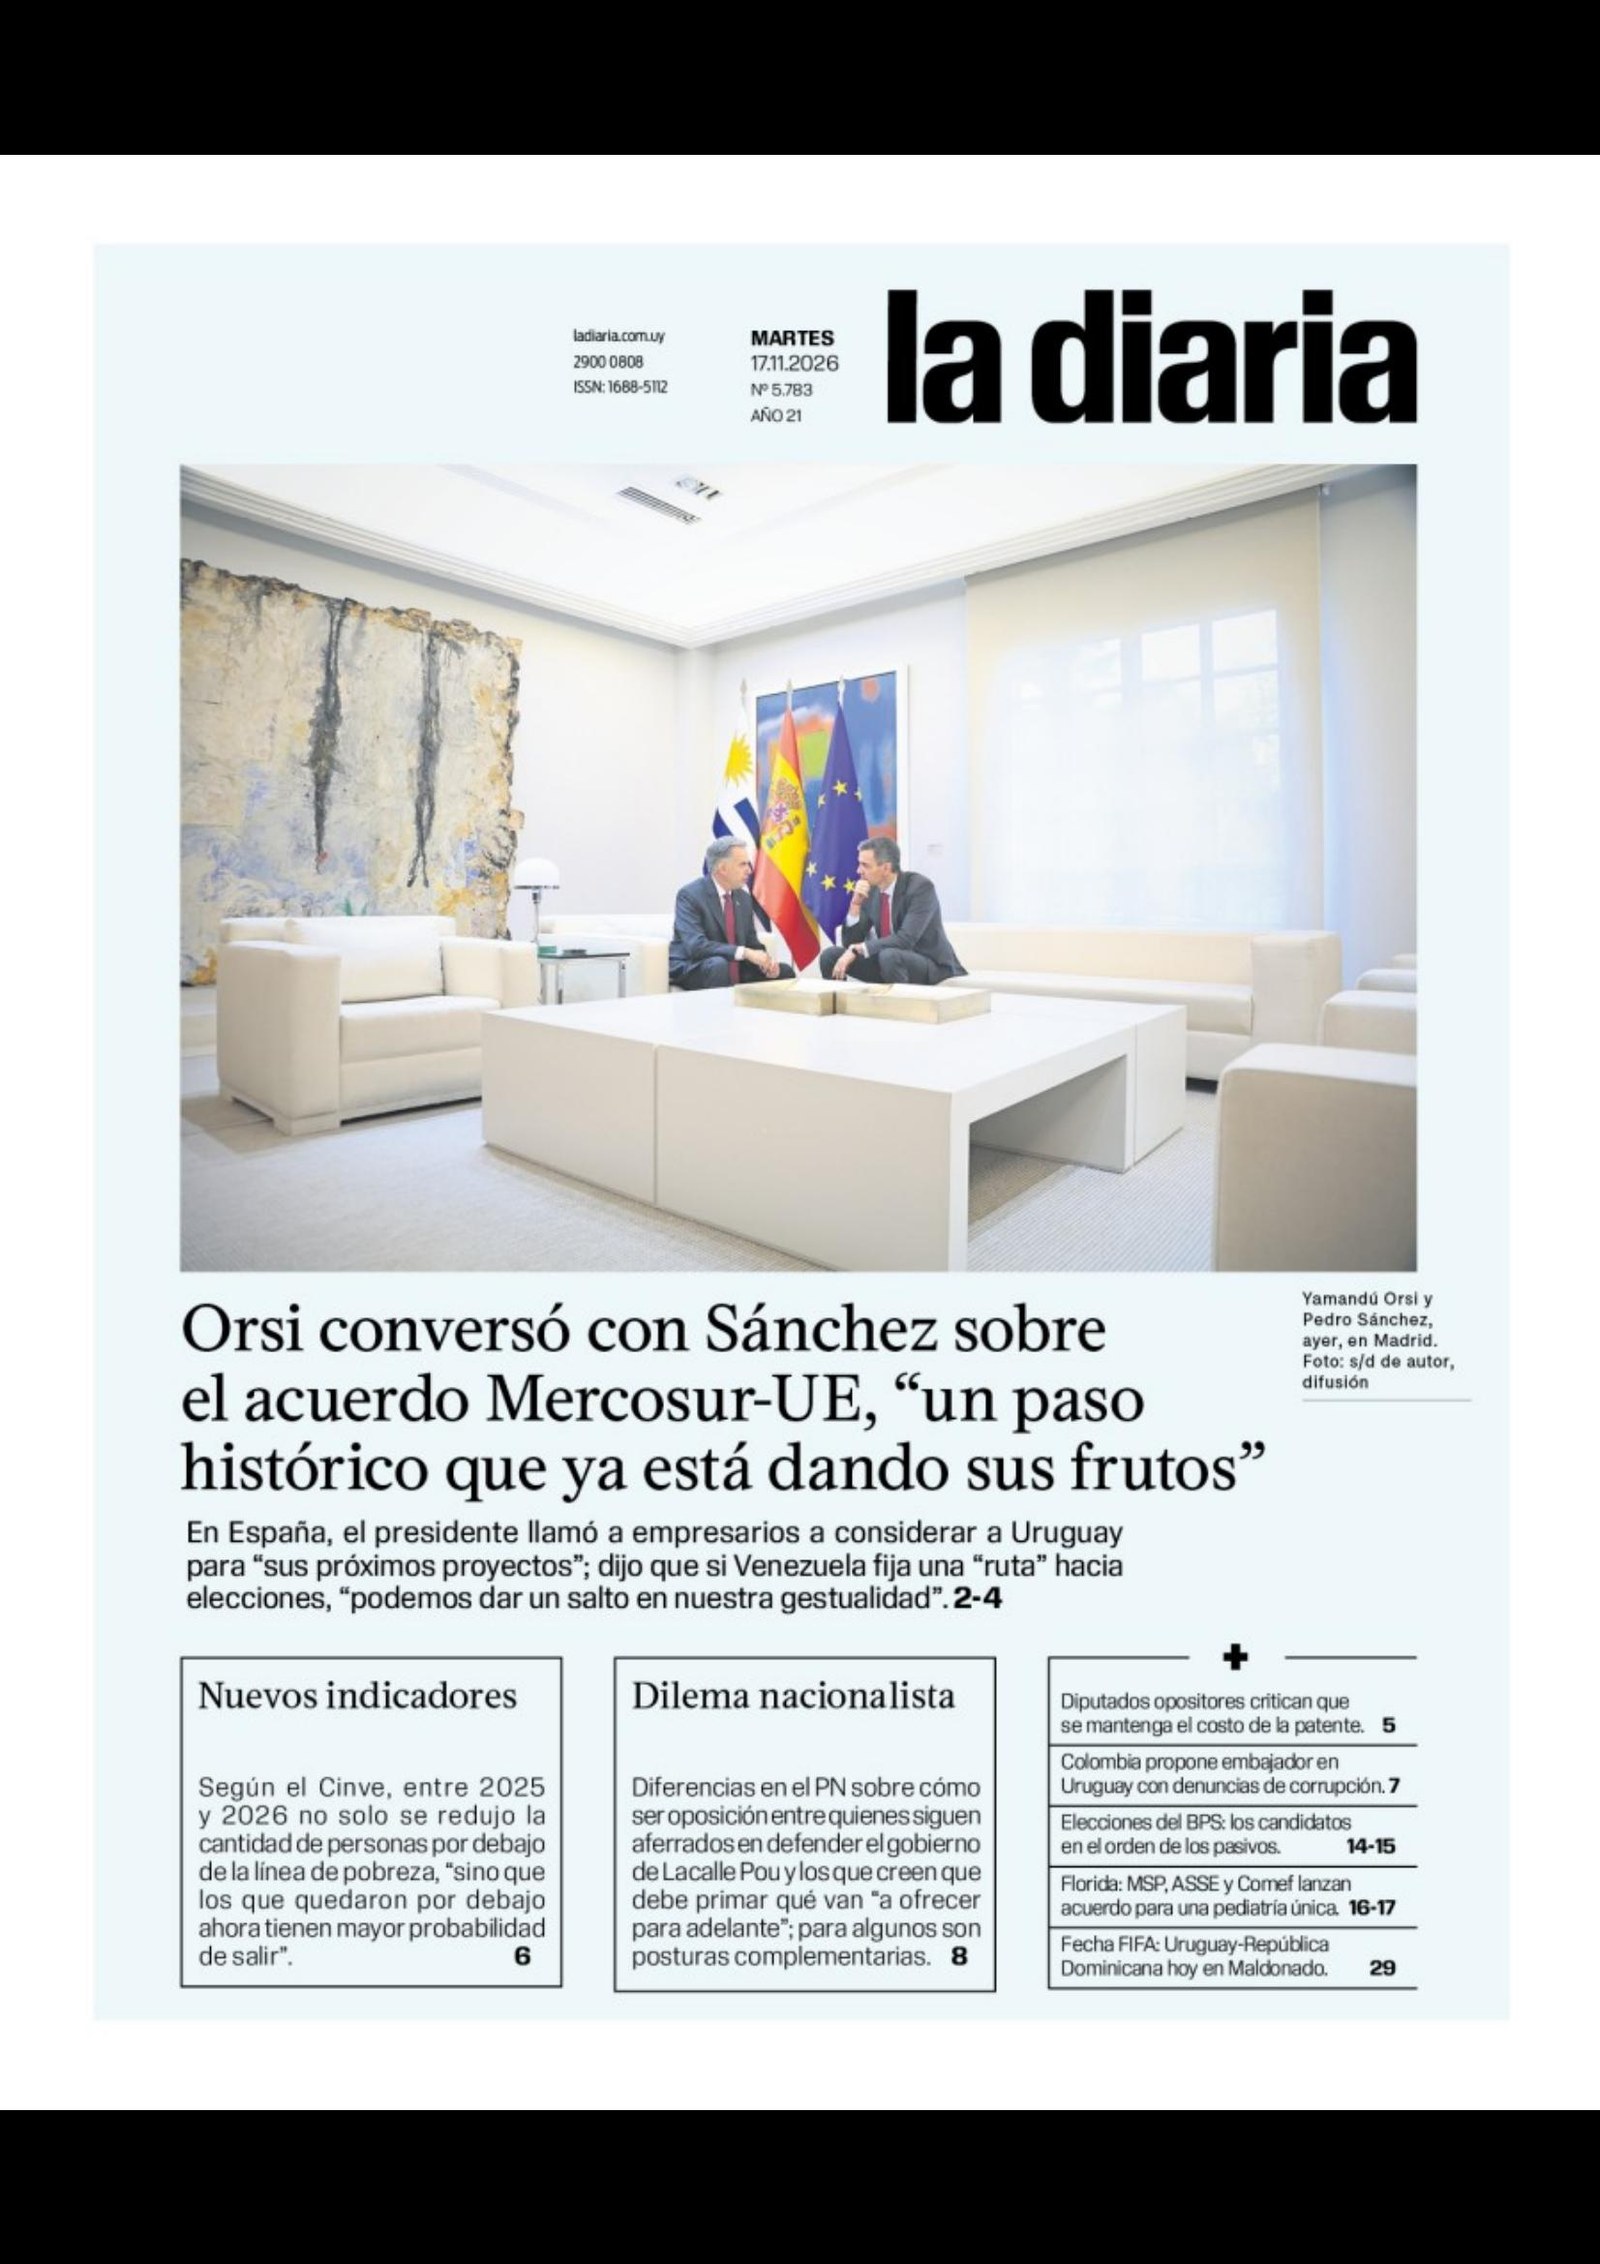 ladiaria.com.uy
2900 0808
ISSN: 1688-5112
MARTES
17.11.2026
Nº 5.783
AÑO 21
la diaria
Yamandú Orsi y
Pedro Sánchez,
ayer, en Madrid.
Foto: s/d de autor,
difusión
Orsi conversó con Sánchez sobre
el acuerdo Mercosur-UE, “un paso
histórico que ya está dando sus frutos”
En España, el presidente llamó a empresarios a considerar a Uruguay
para “sus próximos proyectos”; dijo que si Venezuela fija una “ruta” hacia
elecciones, “podemos dar un salto en nuestra gestualidad”. 2-4
Nuevos indicadores
Según el Cinve, entre 2025
y 2026 no solo se redujo la
cantidad de personas por debajo
de la línea de pobreza, “sino que
los que quedaron por debajo
ahora tienen mayor probabilidad
de salir”. 6
Dilema nacionalista
Diferencias en el PN sobre cómo
ser oposición entre quienes siguen
aferrados en defender el gobierno
de Lacalle Pou y los que creen que
debe primar qué van “a ofrecer
para adelante”; para algunos son
posturas complementarias. 8
+
Diputados opositores critican que
se mantenga el costo de la patente. 5
Colombia propone embajador en
Uruguay con denuncias de corrupción. 7
Elecciones del BPS: los candidatos
en el orden de los pasivos. 14-15
Florida: MSP, ASSE y Comef lanzan
acuerdo para una pediatría única. 16-17
Fecha FIFA: Uruguay-República
Dominicana hoy en Maldonado. 29